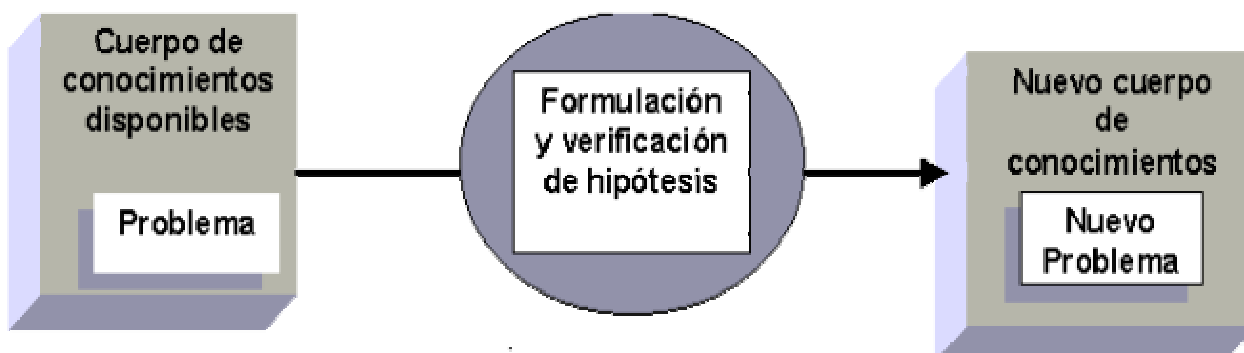 Cuerpo de
conocimientos
disponibles
Problema
Formulación
y verificación
de hipótesis
Nuevo cuerpo
de
conocimientos
Nuevo
Problema